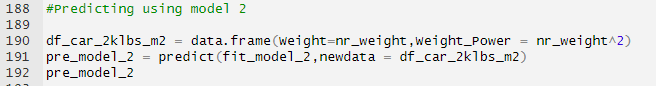 188 #Predicting using model 2
189
190 df_car_2klbs_m2 = data.frame(Weight=nr_weight,Weight_Power = nr_weight^2)
191 pre_model_2 = predict(fit_model_2,newdata = df_car_2klbs_m2)
192 pre_model_2